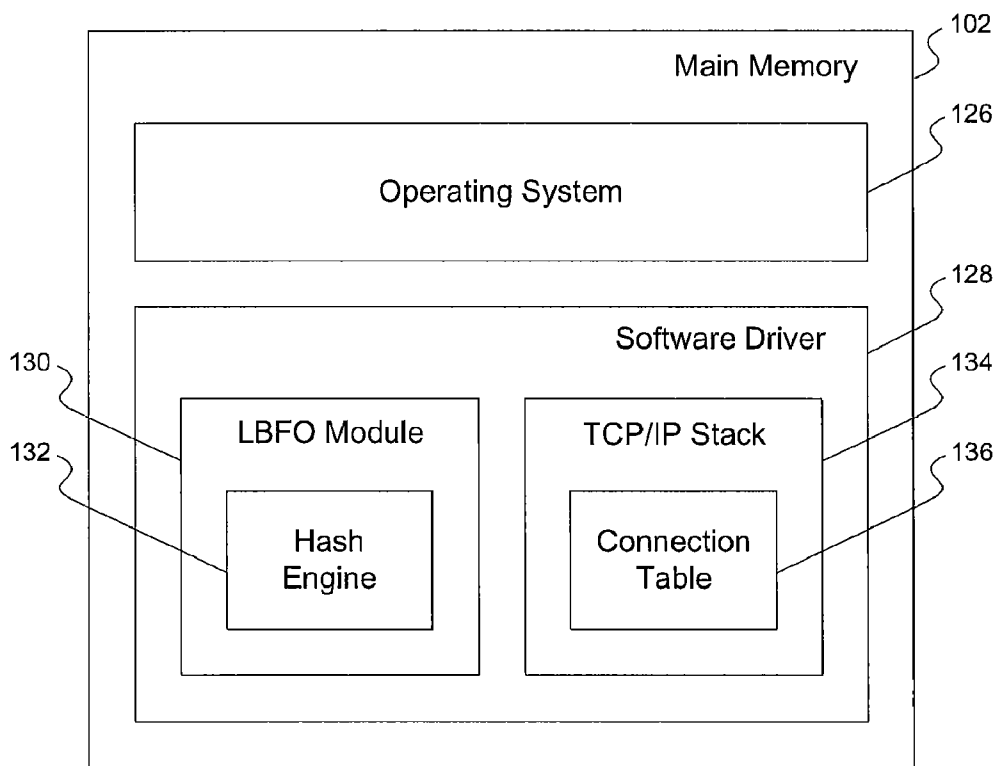 102
Main Memory
126
Operating System
128
Software Driver
130
134
LBFO Module
TCP/IP Stack
132
136
Hash
Engine
Connection
Table